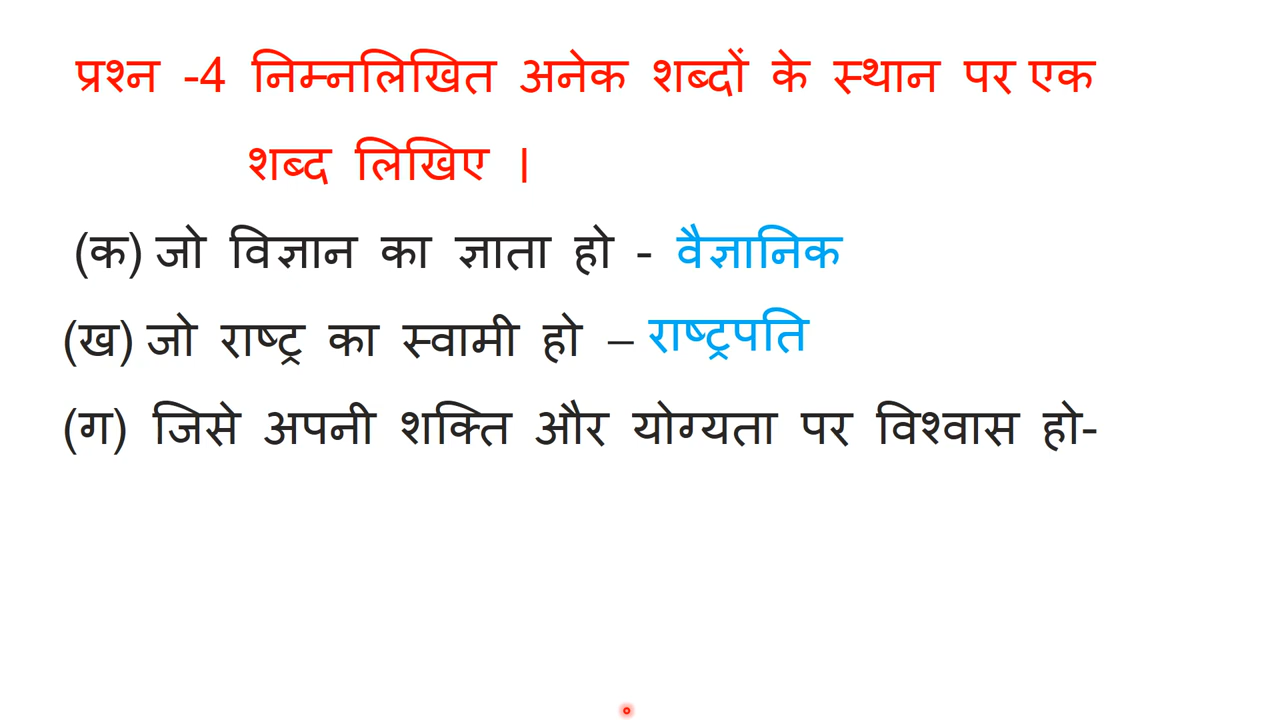 प्रश्न -4 निम्नलिखित अनेक शब्दों के स्थान पर एक
शब्द लिखिए ।
(क) जो विज्ञान का ज्ञाता हो - वैज्ञानिक
(ख) जो राष्ट्र का स्वामी हो – राष्ट्रपति
(ग) जिसे अपनी शक्ति और योग्यता पर विश्वास हो-